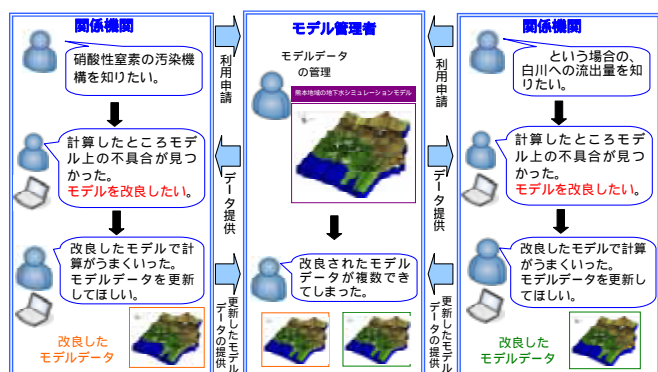 関係機関
硝酸性窒素の汚染機
構を知りたい。
計算したところモデ
ル上の不具合が見つ
かった。
モデルを改良したい。
改良したモデルで計
算がうまくいった。
モデルデータを更新
してほしい。
改良した
モデルデータ
利用申請
データ提供
更新したモデル
データの提供
モデル管理者
モデルデータ
の管理
熊本地域の地下水シミュレーションモデル
改良されたモデル
データが複数でき
てしまった。
利用申請
データ提供
更新したモデル
データの提供
関係機関
という場合の、
白川への流出量を知
りたい。
計算したところモデ
ル上の不具合が見つ
かった。
モデルを改良したい。
改良したモデルで計算
がうまくいった。
モデルデータを更新し
てほしい。
改良した
モデルデータ